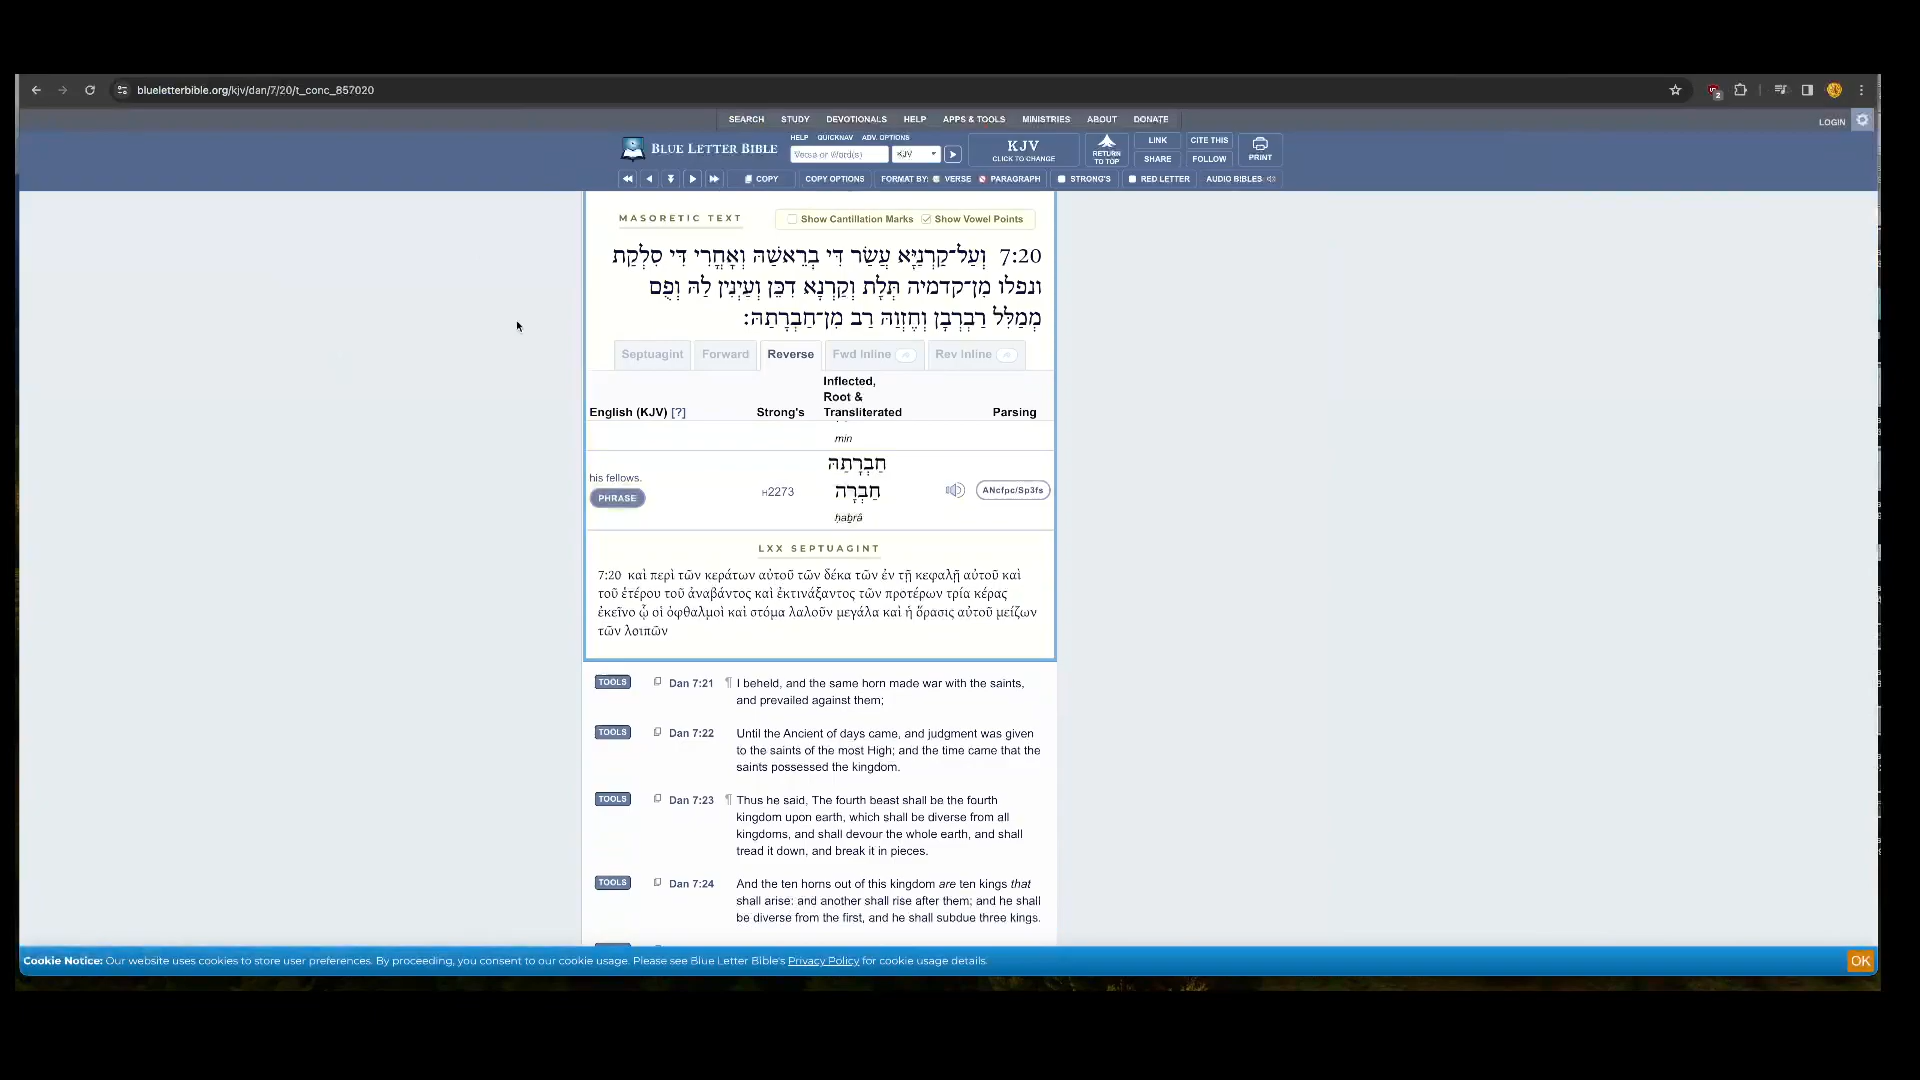 blueletterbible.org/kjv/dan/7/20/t_conc_857020
SEARCH STUDY DEVOTIONALS HELP APPS & TOOLS MINISTRIES ABOUT DONATE
LOGIN
HELP QUICKNAV ADV. OPTIONS
BLUE LETTER BIBLE
Verse or Word(s)
KJV
KJV
CLICK TO CHANGE
RETURN
TO TOP
LINK
CITE THIS
SHARE
FOLLOW
PRINT
COPY
COPY OPTIONS
FORMAT BY: VERSE PARAGRAPH
STRONG'S
RED LETTER
AUDIO BIBLES
MASORETIC TEXT
Show Cantillation Marks Show Vowel Points
7:20 וְעַל־קַרְנַיָּא עֲשַׂר דִּי בְרֵאשַׁהּ וְאָחֳרִי דִּי סִלְקַת
ונפלו מִן־קדמיה תְּלָת וְקַרְנָא דִכֵּן וְעַיְנִין לַהּ וְפֻם
מְמַלִּל רַבְרְבָן וְחֶזְוַהּ רַב מִן־חַבְרָתַהּ׃
Septuagint Forward Reverse Fwd Inline Rev Inline
English (KJV) [?]
Strong's
Inflected,
Root &
Transliterated
Parsing
min
his fellows.
PHRASE
H2273
חַבְרָתַהּ
חַבְרָה
ḥaḇrâ
ANcfpc/Sp3fs
LXX SEPTUAGINT
7:20 καὶ περὶ τῶν κεράτων αὐτοῦ τῶν δέκα τῶν ἐν τῇ κεφαλῇ αὐτοῦ καὶ
τοῦ ἑτέρου τοῦ ἀναβάντος καὶ ἐκτινάξαντος τῶν προτέρων τρία κέρας
ἐκεῖνο ᾧ οἱ ὀφθαλμοὶ καὶ στόμα λαλοῦν μεγάλα καὶ ἡ ὅρασις αὐτοῦ μείζων
τῶν λοιπῶν
TOOLS Dan 7:21 ¶ I beheld, and the same horn made war with the saints,
and prevailed against them;
TOOLS Dan 7:22 Until the Ancient of days came, and judgment was given
to the saints of the most High; and the time came that the
saints possessed the kingdom.
TOOLS Dan 7:23 ¶ Thus he said, The fourth beast shall be the fourth
kingdom upon earth, which shall be diverse from all
kingdoms, and shall devour the whole earth, and shall
tread it down, and break it in pieces.
TOOLS Dan 7:24 And the ten horns out of this kingdom are ten kings that
shall arise: and another shall rise after them; and he shall
be diverse from the first, and he shall subdue three kings.
Cookie Notice: Our website uses cookies to store user preferences. By proceeding, you consent to our cookie usage. Please see Blue Letter Bible's Privacy Policy for cookie usage details.
OK